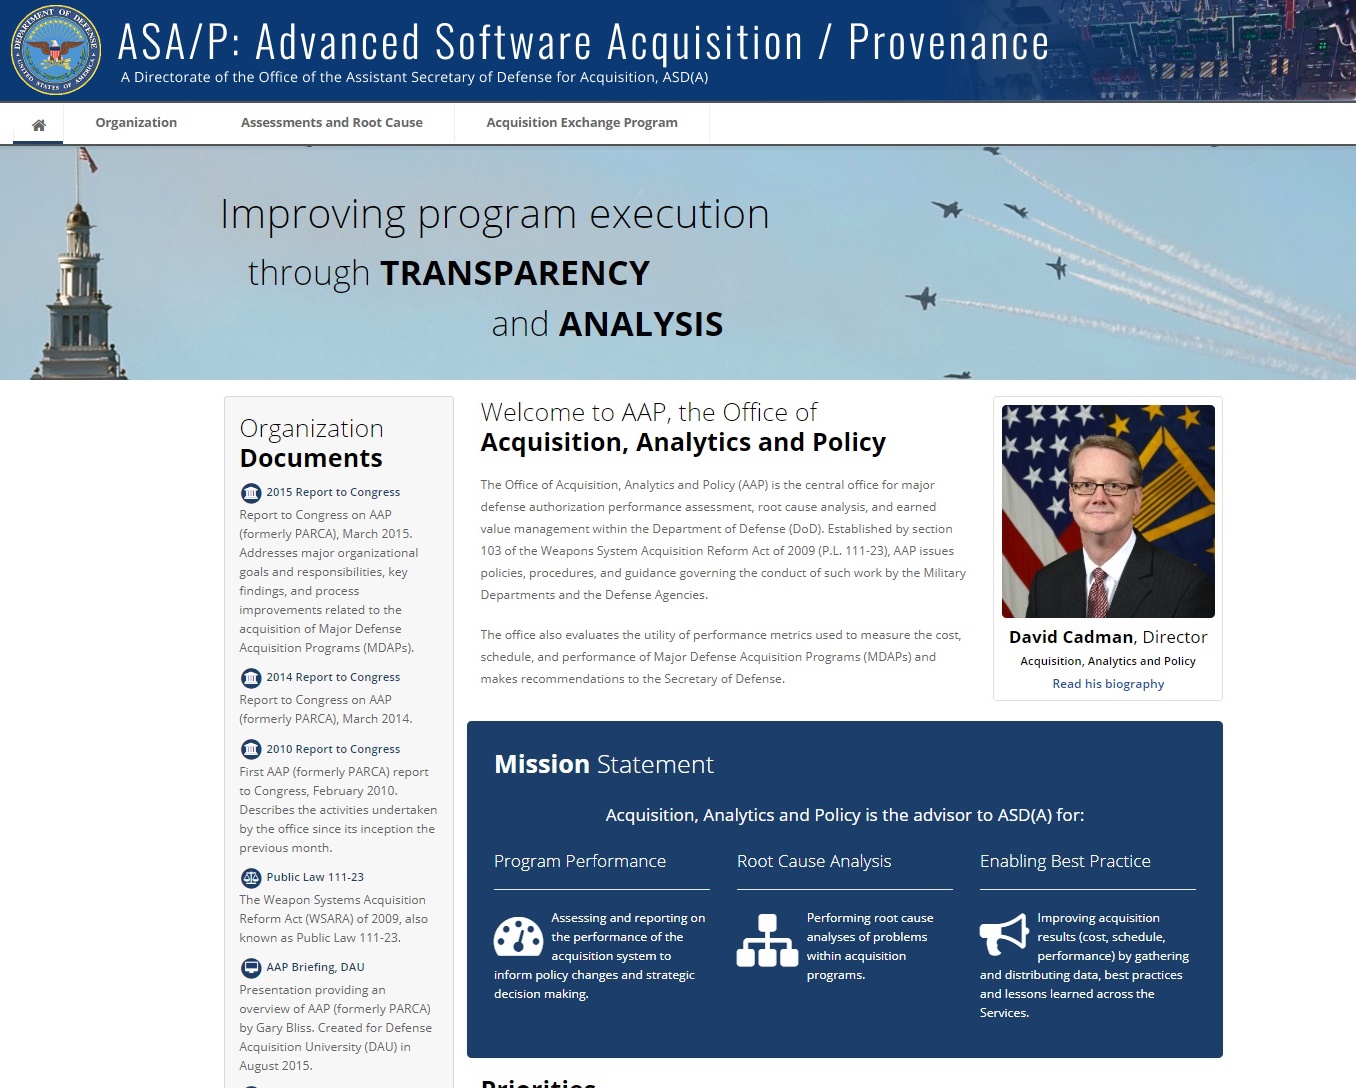 ASA/P: Advanced Software Acquisition / Provenance
A Directorate of the Office of the Assistant Secretary of Defense for Acquisition, ASD(A)
DEPARTMENT OF DEFENSE
UNITED STATES OF AMERICA
Organization
Assessments and Root Cause
Acquisition Exchange Program
Improving program execution
through TRANSPARENCY
and ANALYSIS
Organization
Documents
2015 Report to Congress
Report to Congress on AAP
(formerly PARCA), March 2015.
Addresses major organizational
goals and responsibilities, key
findings, and process
improvements related to the
acquisition of Major Defense
Acquisition Programs (MDAPs).
2014 Report to Congress
Report to Congress on AAP
(formerly PARCA), March 2014.
2010 Report to Congress
First AAP (formerly PARCA) report
to Congress, February 2010.
Describes the activities undertaken
by the office since its inception the
previous month.
Public Law 111-23
The Weapon Systems Acquisition
Reform Act (WSARA) of 2009, also
known as Public Law 111-23.
AAP Briefing, DAU
Presentation providing an
overview of AAP (formerly PARCA)
by Gary Bliss. Created for Defense
Acquisition University (DAU) in
August 2015.
Welcome to AAP, the Office of
Acquisition, Analytics and Policy
The Office of Acquisition, Analytics and Policy (AAP) is the central office for major
defense authorization performance assessment, root cause analysis, and earned
value management within the Department of Defense (DoD). Established by section
103 of the Weapons System Acquisition Reform Act of 2009 (P.L. 111-23), AAP issues
policies, procedures, and guidance governing the conduct of such work by the Military
Departments and the Defense Agencies.
The office also evaluates the utility of performance metrics used to measure the cost,
schedule, and performance of Major Defense Acquisition Programs (MDAPs) and
makes recommendations to the Secretary of Defense.
David Cadman, Director
Acquisition, Analytics and Policy
Read his biography
Mission Statement
Acquisition, Analytics and Policy is the advisor to ASD(A) for:
Program Performance
Assessing and reporting on
the performance of the
acquisition system to
inform policy changes and strategic
decision making.
Root Cause Analysis
Performing root cause
analyses of problems
within acquisition
programs.
Enabling Best Practice
Improving acquisition
results (cost, schedule,
performance) by gathering
and distributing data, best practices
and lessons learned across the
Services.
Priorities